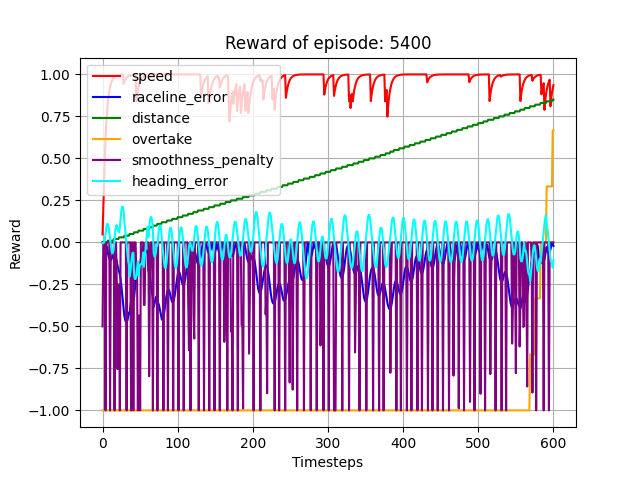 Reward of episode: 5400
1.00
0.75
0.50
0.25
0.00
−0.25
−0.50
−0.75
−1.00
Reward
speed
raceline_error
distance
overtake
smoothness_penalty
heading_error
0 100 200 300 400 500 600
Timesteps